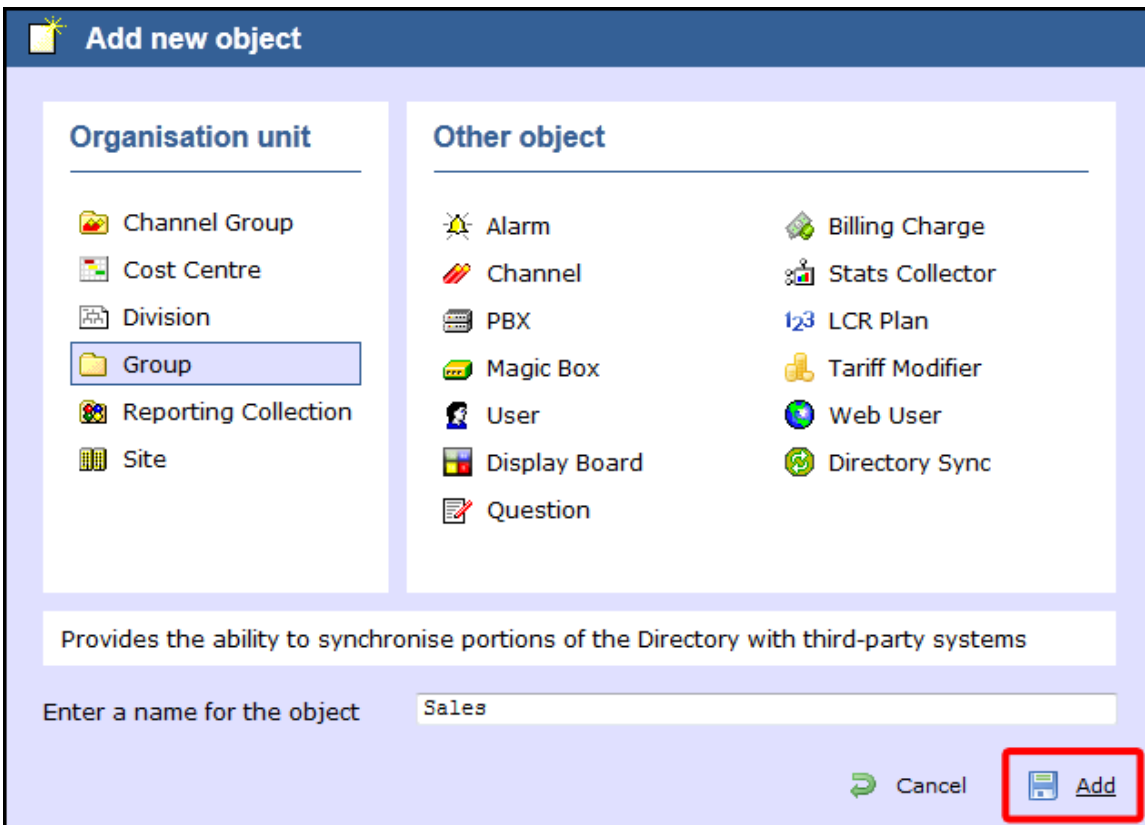 Add new object
Organisation unit
Channel Group
Cost Centre
Division
Group
Reporting Collection
Site
Other object
Alarm
Channel
PBX
Magic Box
User
Display Board
Question
Billing Charge
Stats Collector
123 LCR Plan
Tariff Modifier
Web User
Directory Sync
Provides the ability to synchronise portions of the Directory with third-party systems
Enter a name for the object
Sales
Cancel
Add